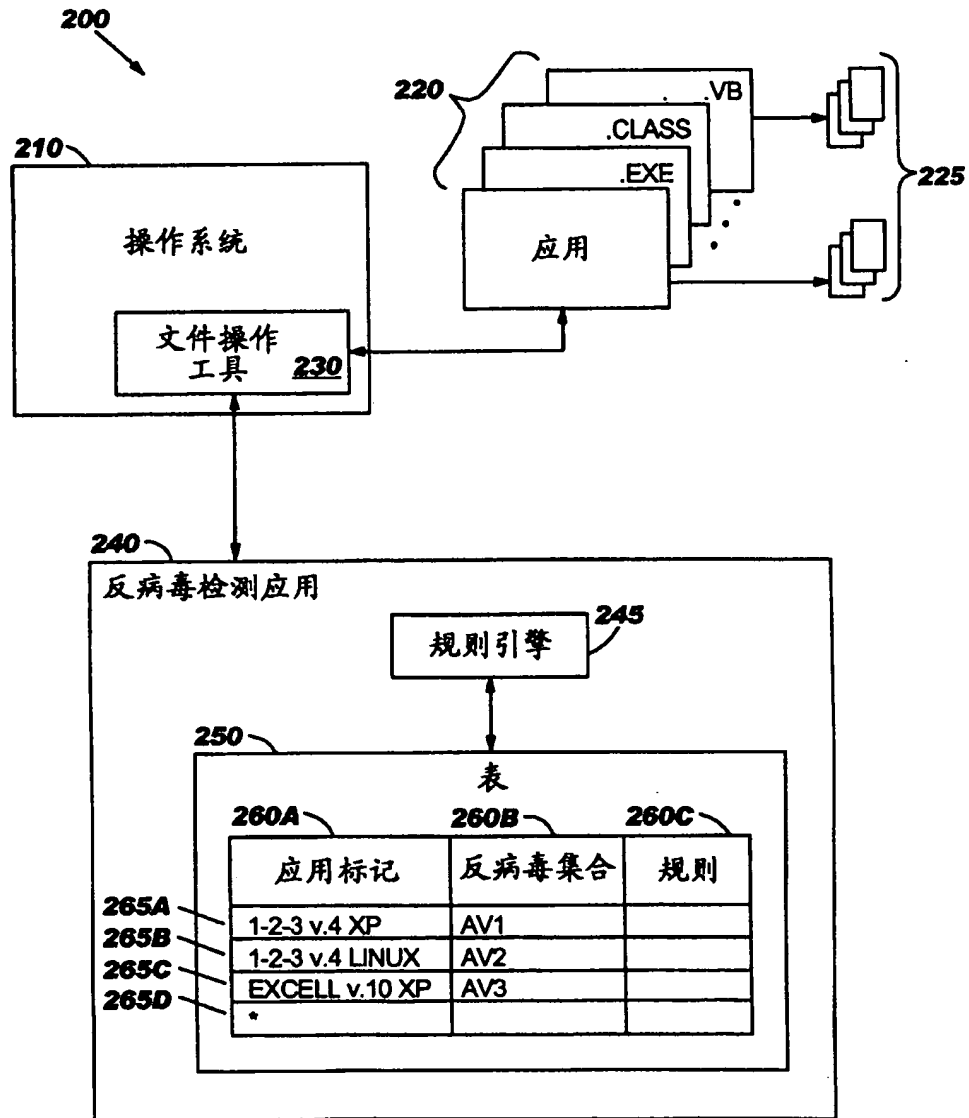 200
220
. .VB
.CLASS
.EXE
应用
225
210
操作系统
文件操作
工具 230
240
反病毒检测应用
规则引擎
245
250
表
260A 260B 260C
应用标记 反病毒集合 规则
265A 1-2-3 v.4 XP AV1
265B 1-2-3 v.4 LINUX AV2
265C EXCELL v.10 XP AV3
265D *